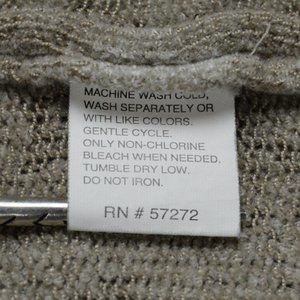 MACHINE WASH COLD,
WASH SEPARATELY OR
WITH LIKE COLORS.
GENTLE CYCLE.
ONLY NON-CHLORINE
BLEACH WHEN NEEDED.
TUMBLE DRY LOW.
DO NOT IRON.
RN # 57272